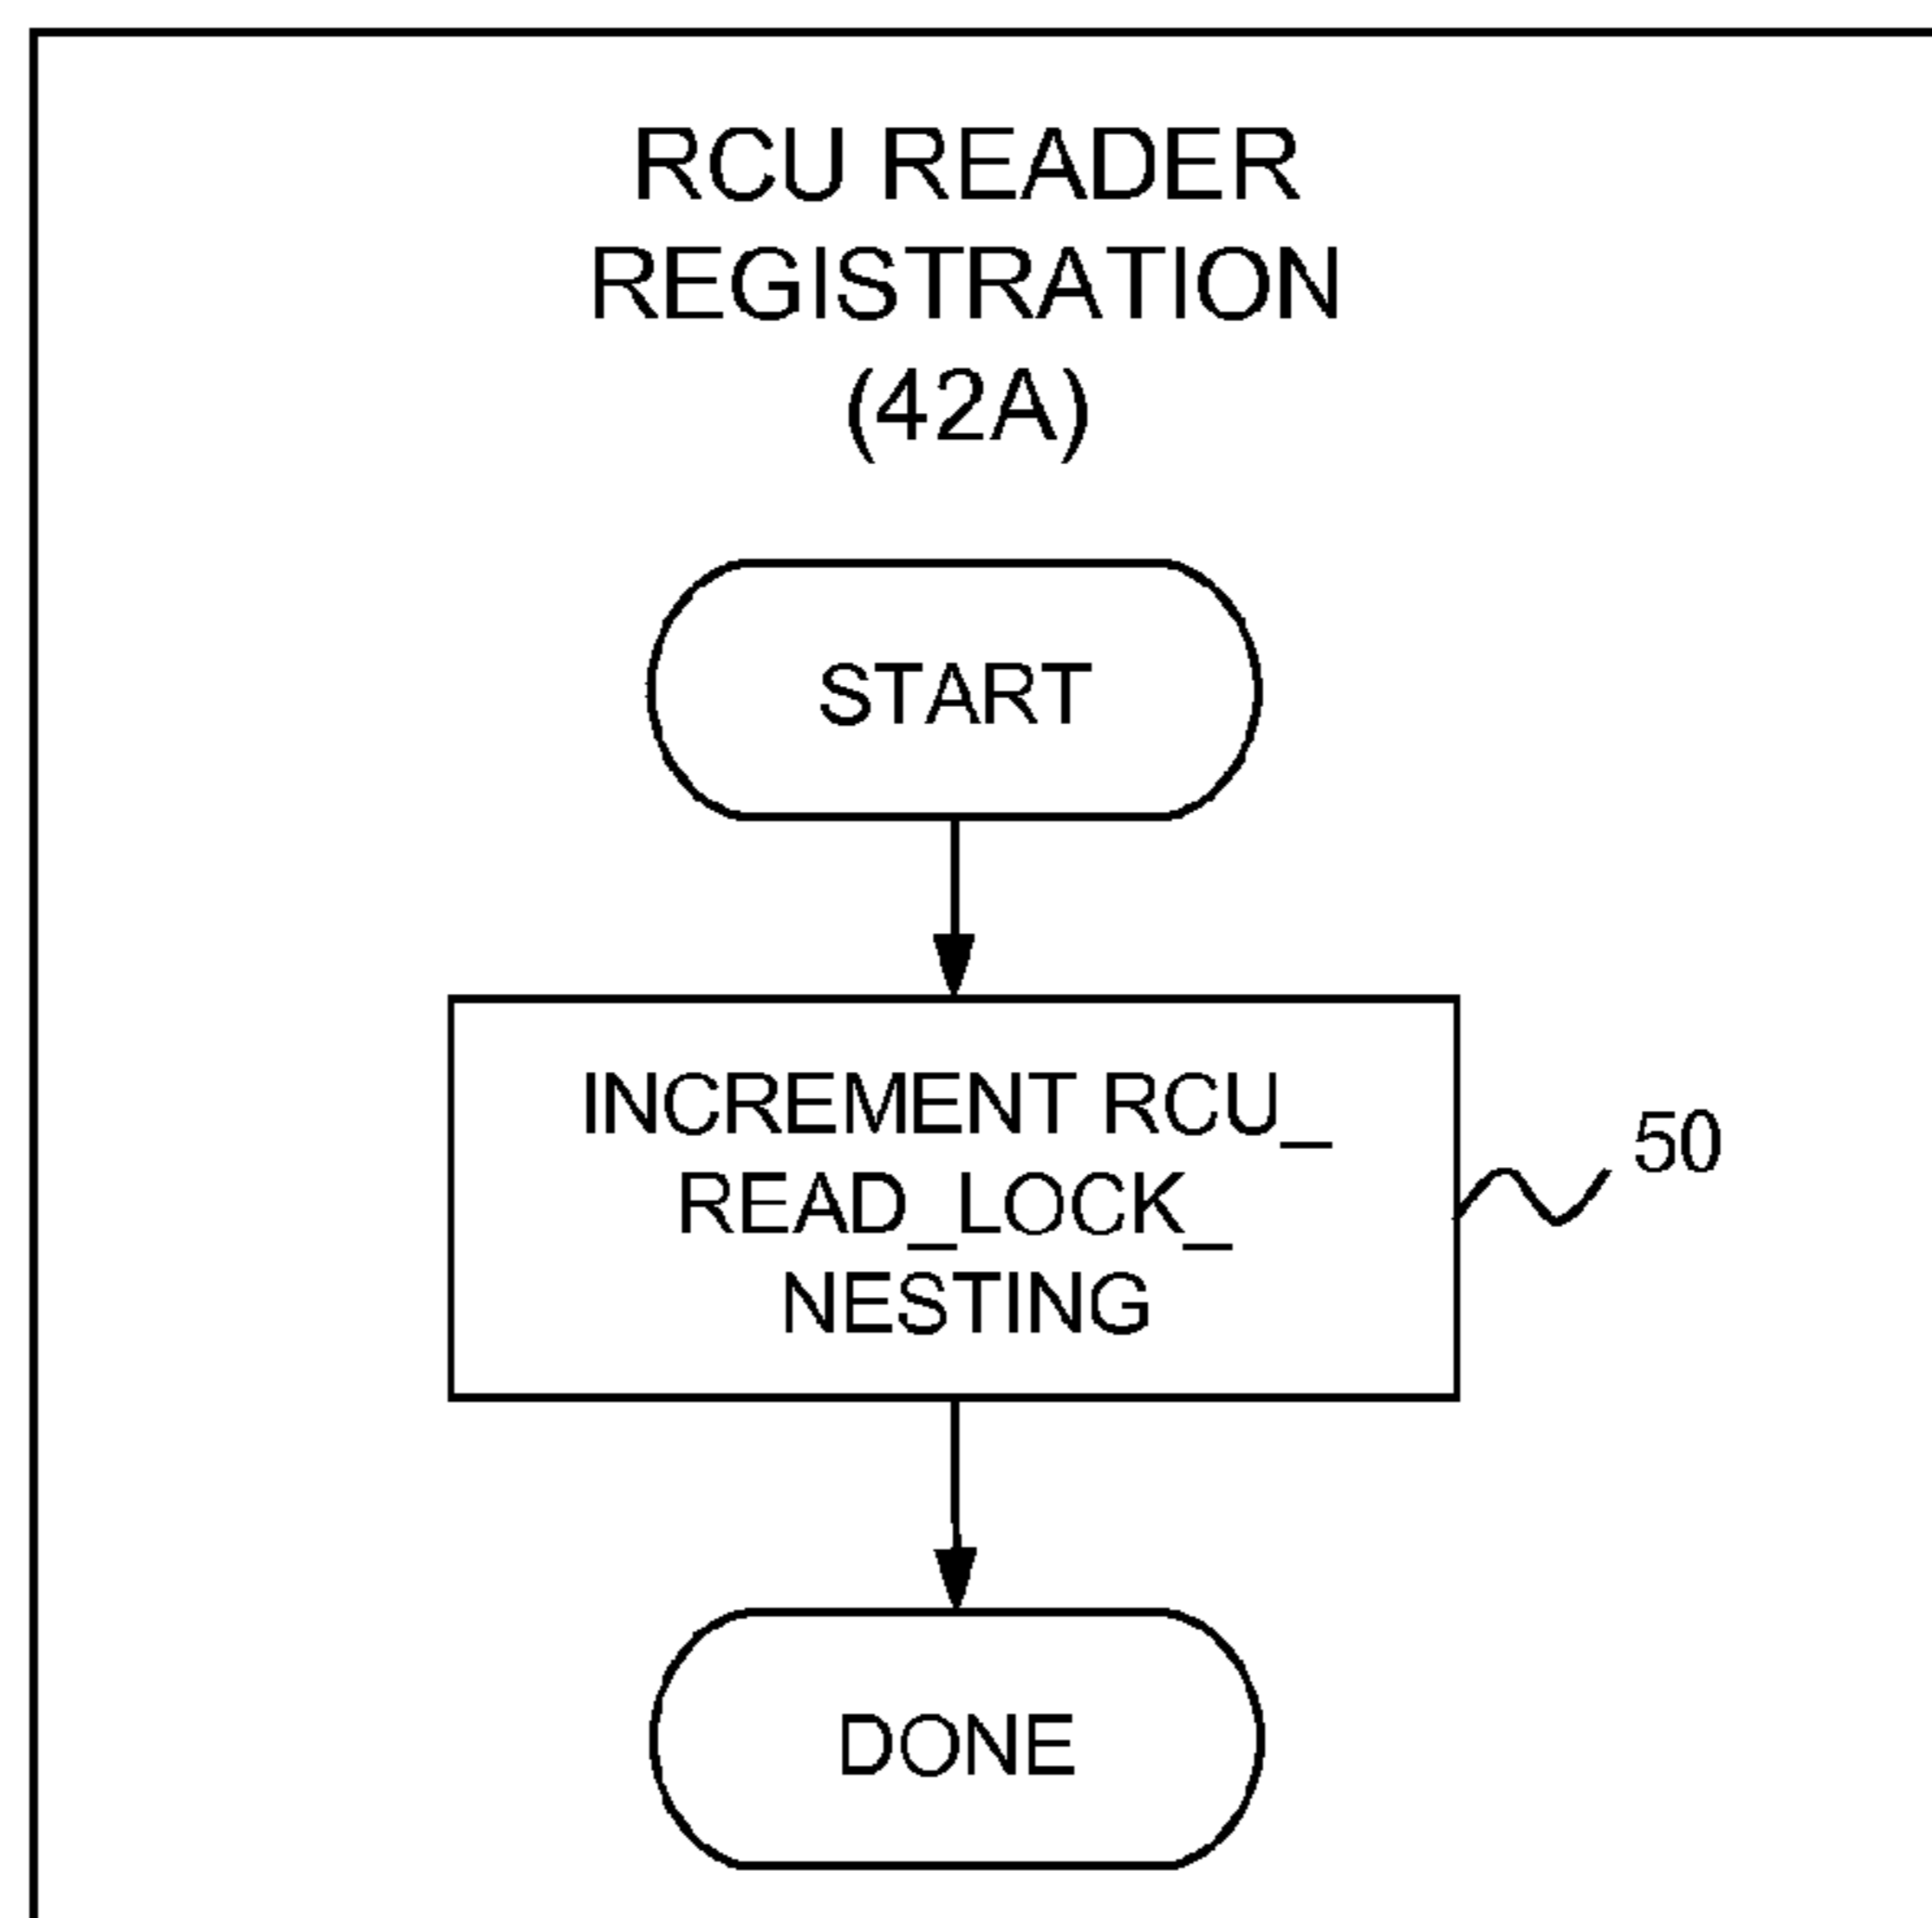 RCU READER
REGISTRATION
(42A)
START
INCREMENT RCU_
READ_LOCK_
NESTING
50
DONE